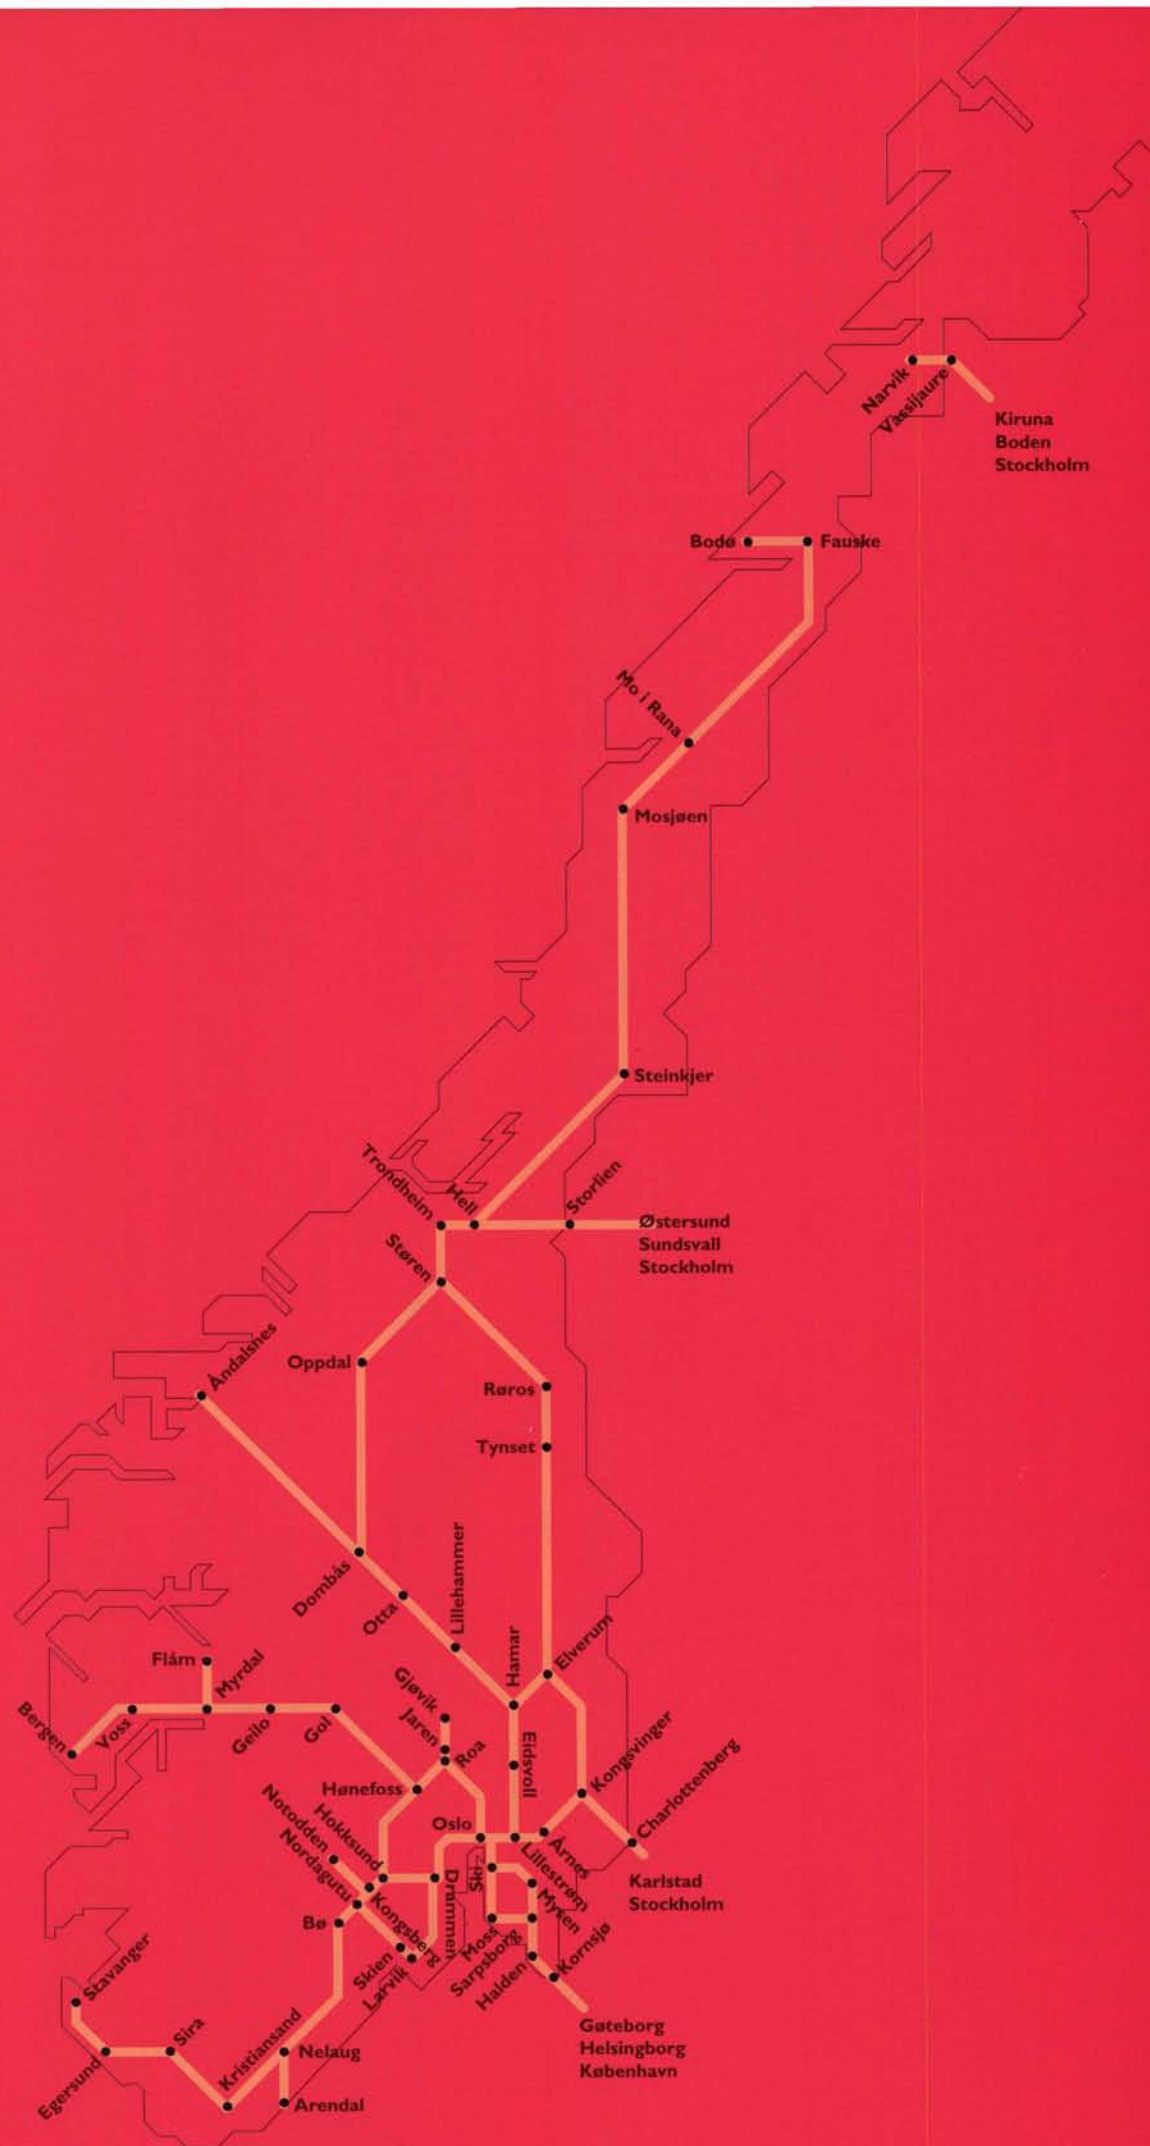 Narvik
Vassijaure
Kiruna
Boden
Stockholm
Bodø
Fauske
Mo i Rana
Mosjøen
Steinkjer
Trondheim
Hell
Storlien
Østersund
Sundsvall
Stockholm
Støren
Åndalsnes
Oppdal
Røros
Tynset
Dombås
Otta
Lillehammer
Hamar
Elverum
Flåm
Myrdal
Bergen
Voss
Geilo
Gol
Gjøvik
Jaren
Roa
Eidsvoll
Kongsvinger
Charlottenberg
Hønefoss
Notodden
Hokksund
Nordagutu
Oslo
Ski
Lillestrøm
Årnes
Karlstad
Stockholm
Drammen
Kongsberg
Bø
Mysen
Moss
Sarpsborg
Skien
Larvik
Halden
Kornsjø
Stavanger
Sira
Egersund
Kristiansand
Nelaug
Arendal
Gøteborg
Helsingborg
København